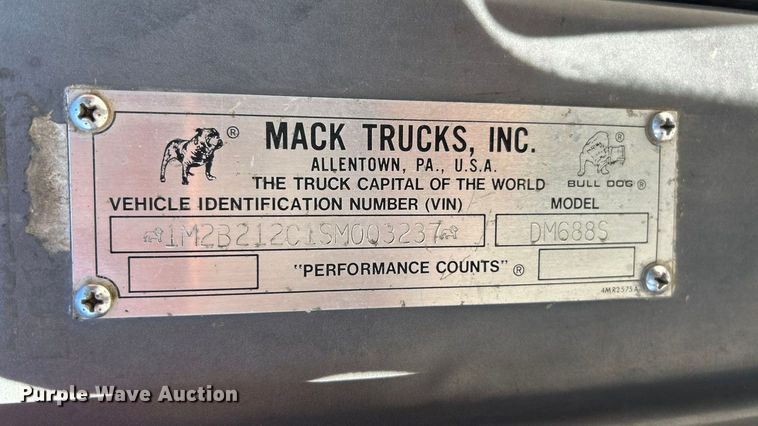 ® MACK TRUCKS, INC. ®
ALLENTOWN, PA., U.S.A.
THE TRUCK CAPITAL OF THE WORLD BULL DOG ®
VEHICLE IDENTIFICATION NUMBER (VIN) MODEL
1M2B212C1SM003237 DM688S
"PERFORMANCE COUNTS" ®
4MR2575A
Purple Wave Auction